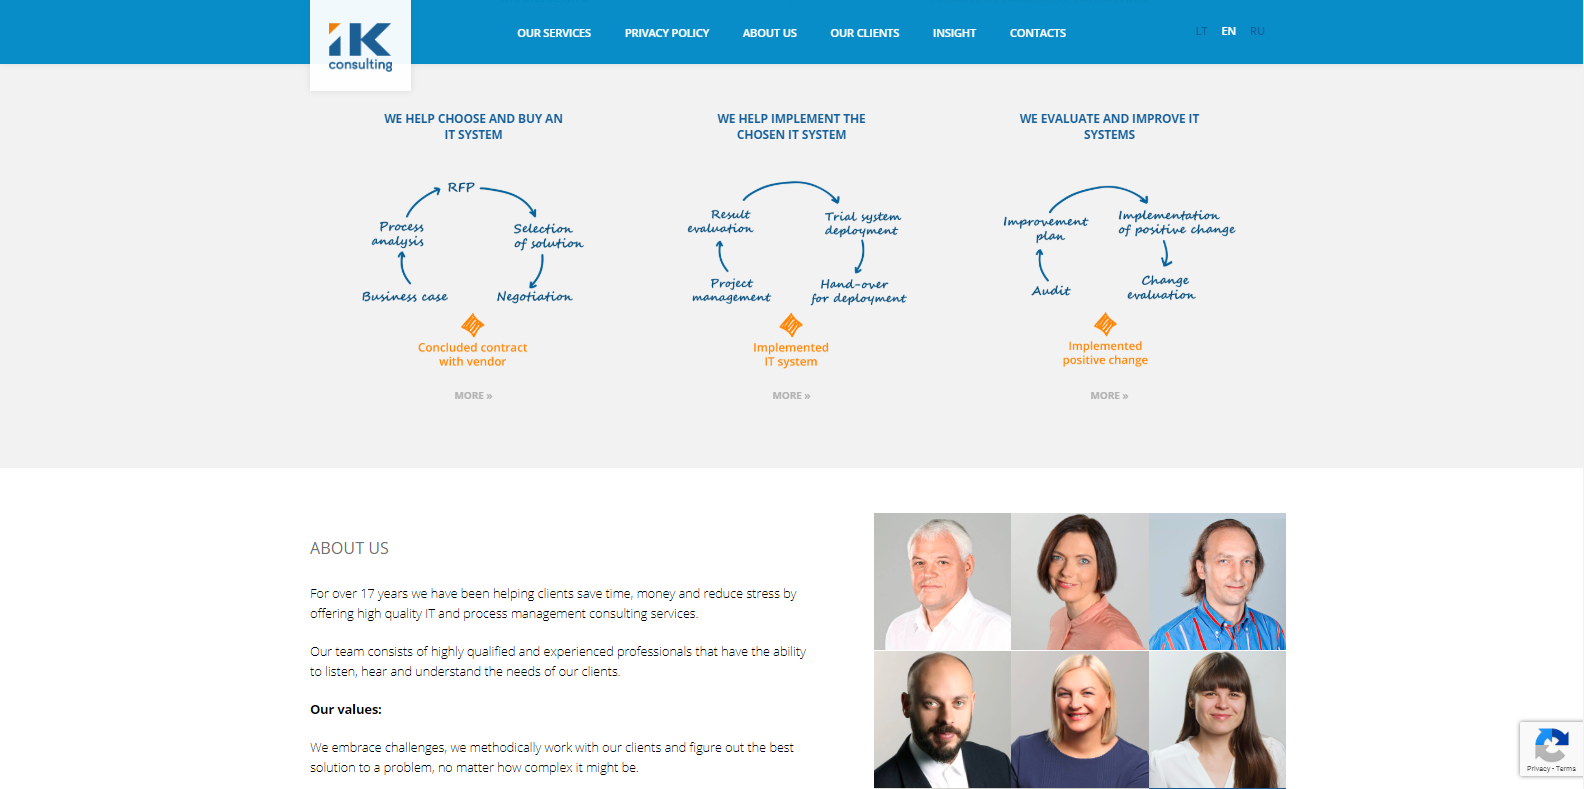 iK
consulting
OUR SERVICES
PRIVACY POLICY
ABOUT US
OUR CLIENTS
INSIGHT
CONTACTS
LT
EN
RU
WE HELP CHOOSE AND BUY AN
IT SYSTEM
RFP
Process
analysis
Selection
of solution
Business case
Negotiation
Concluded contract
with vendor
MORE »
WE HELP IMPLEMENT THE
CHOSEN IT SYSTEM
Result
evaluation
Trial system
deployment
Project
management
Hand-over
for deployment
Implemented
IT system
MORE »
WE EVALUATE AND IMPROVE IT
SYSTEMS
Improvement
plan
Implementation
of positive change
Audit
Change
evaluation
Implemented
positive change
MORE »
ABOUT US
For over 17 years we have been helping clients save time, money and reduce stress by
offering high quality IT and process management consulting services.
Our team consists of highly qualified and experienced professionals that have the ability
to listen, hear and understand the needs of our clients.
Our values:
We embrace challenges, we methodically work with our clients and figure out the best
solution to a problem, no matter how complex it might be.
Privacy - Terms